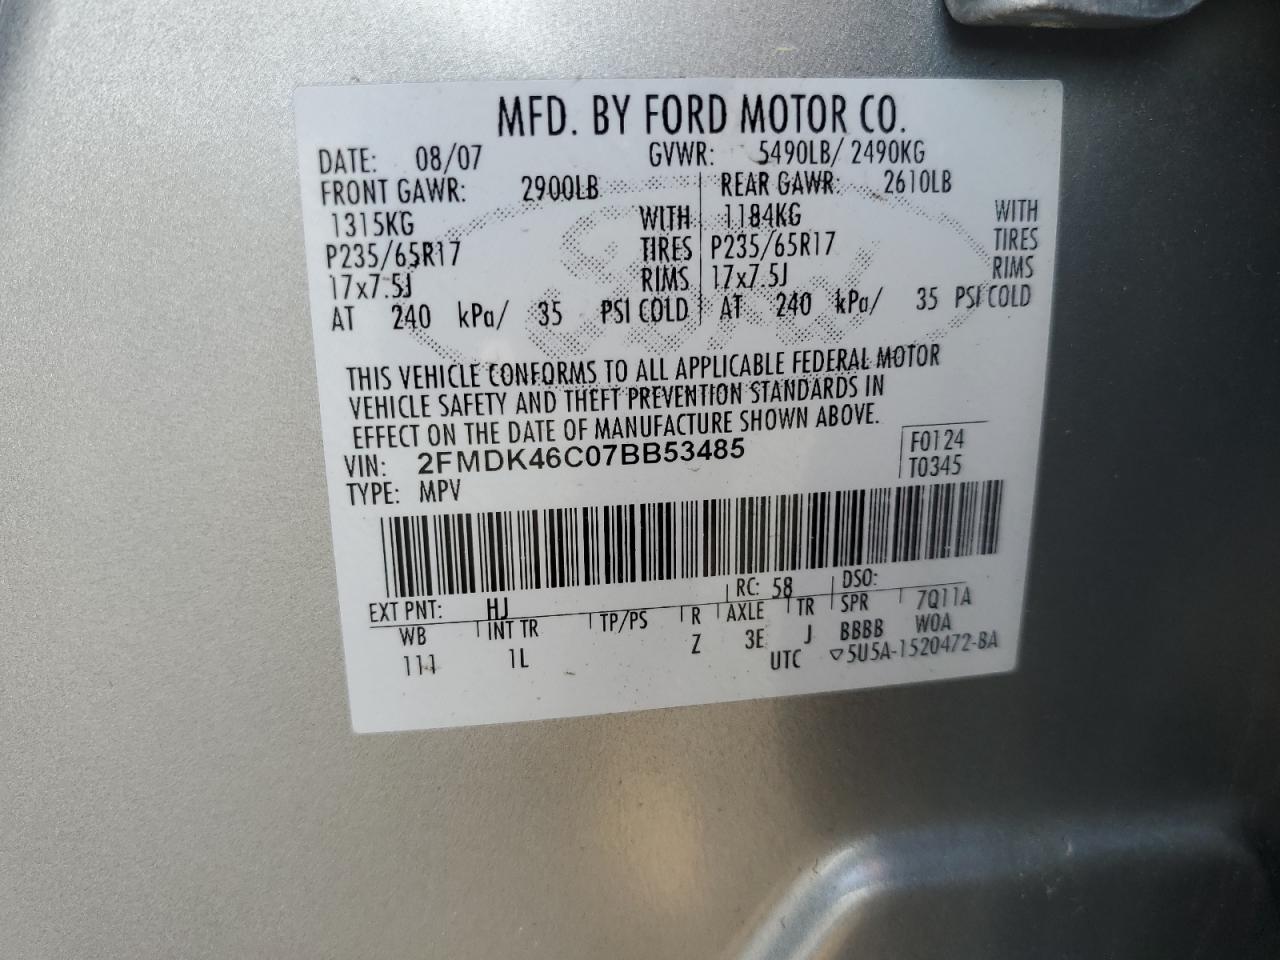 MFD. BY FORD MOTOR CO.
DATE: 08/07 GVWR: 5490LB/ 2490KG
FRONT GAWR: 2900LB REAR GAWR: 2610LB
1315KG WITH 1184KG WITH
P235/65R17 TIRES P235/65R17 TIRES
17x7.5J RIMS 17x7.5J RIMS
AT 240 kPa/ 35 PSI COLD AT 240 kPa/ 35 PSI COLD
THIS VEHICLE CONFORMS TO ALL APPLICABLE FEDERAL MOTOR
VEHICLE SAFETY AND THEFT PREVENTION STANDARDS IN
EFFECT ON THE DATE OF MANUFACTURE SHOWN ABOVE.
VIN: 2FMDK46C07BB53485 F0124
TYPE: MPV T0345
EXT PNT: HJ RC: 58 DSO:
WB INT TR TP/PS R AXLE TR SPR 7Q11A
111 1L Z 3E J BBBB W0A
UTC ▽5U5A-1520472-BA